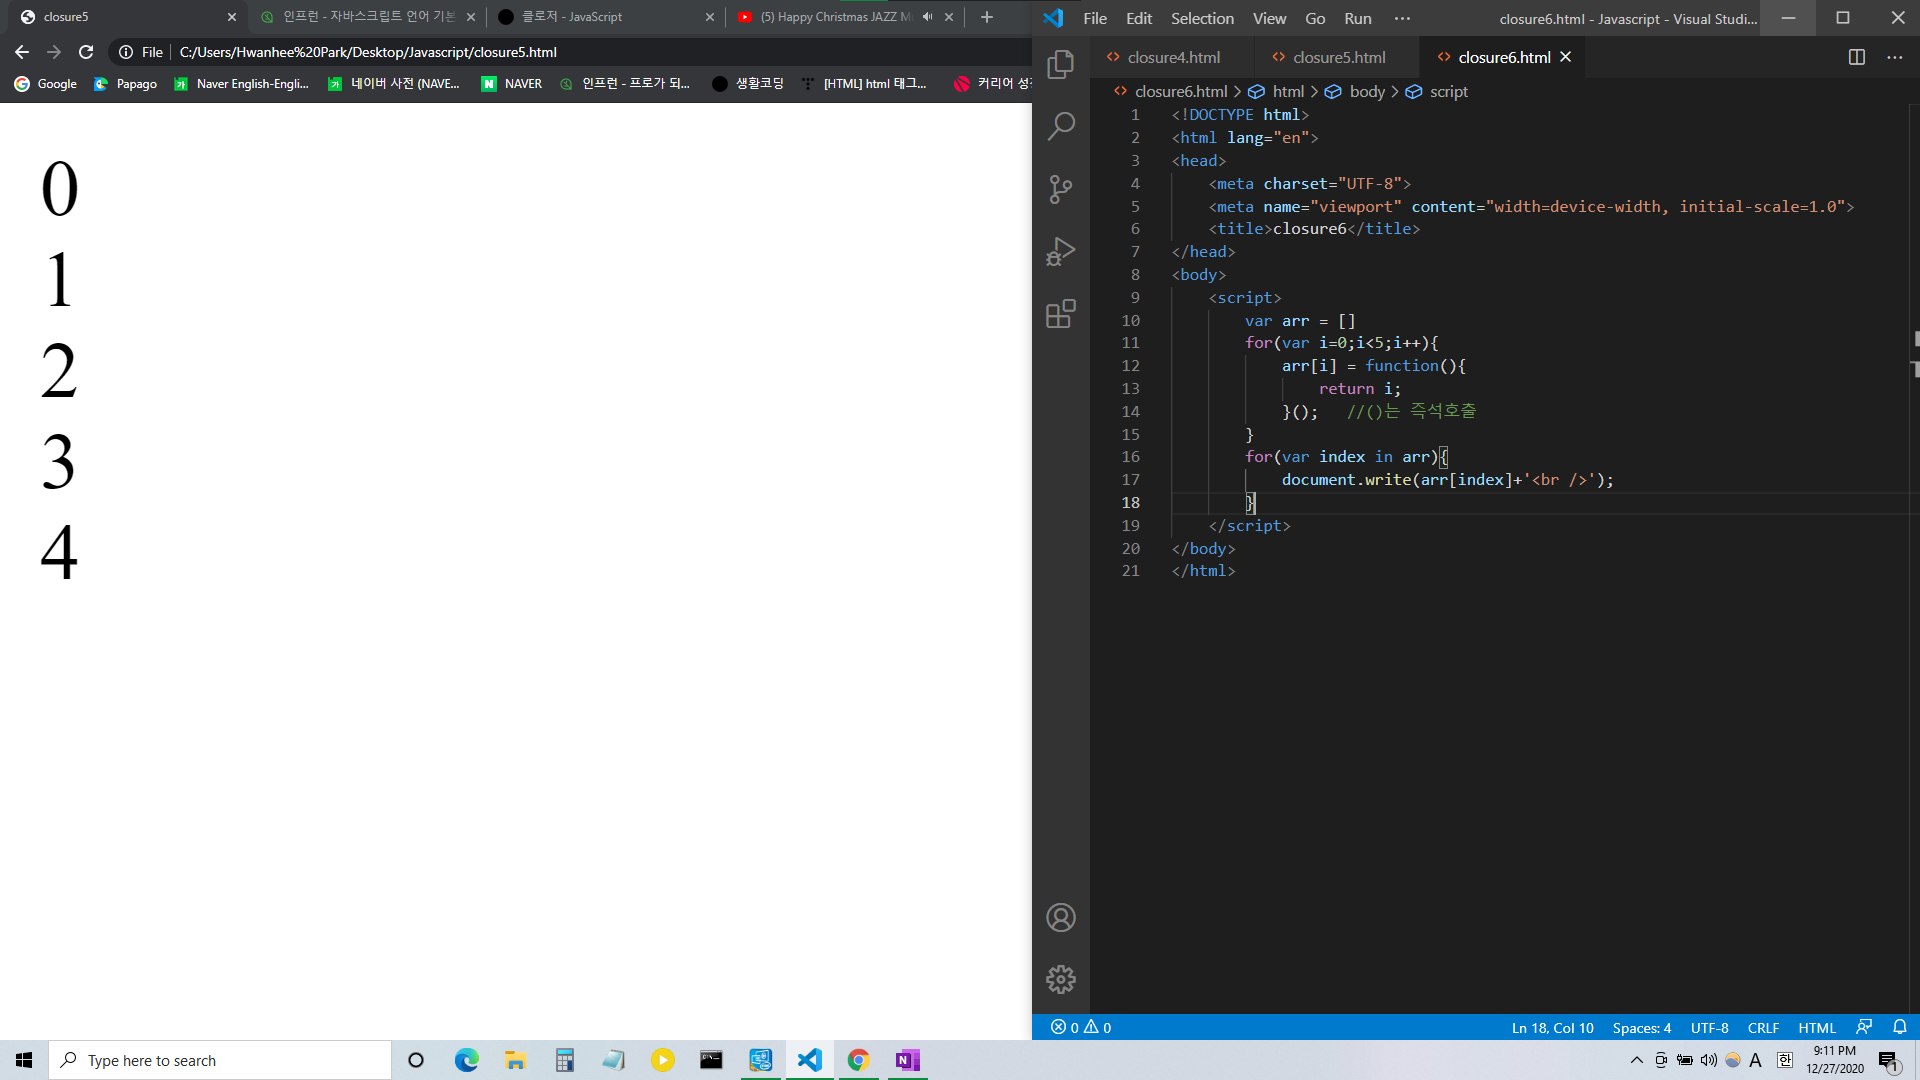 closure5
인프런 - 자바스크립트 언어 기본
클로저 - JavaScript
(5) Happy Christmas JAZZ M
File
C:/Users/Hwanhee%20Park/Desktop/Javascript/closure5.html
Google
Papago
Naver English-Engli...
네이버 사전 (NAVE...
NAVER
인프런 - 프로가 되...
생활코딩
[HTML] html 태그...
커리어 성
0
1
2
3
4
File Edit Selection View Go Run ···
closure6.html - Javascript - Visual Studi...
closure4.html
closure5.html
closure6.html
closure6.html > html > body > script
1 <!DOCTYPE html>
2 <html lang="en">
3 <head>
4 <meta charset="UTF-8">
5 <meta name="viewport" content="width=device-width, initial-scale=1.0">
6 <title>closure6</title>
7 </head>
8 <body>
9 <script>
10 var arr = []
11 for(var i=0;i<5;i++){
12 arr[i] = function(){
13 return i;
14 }(); //()는 즉석호출
15 }
16 for(var index in arr){
17 document.write(arr[index]+'<br />');
18 }
19 </script>
20 </body>
21 </html>
0 0
Ln 18, Col 10
Spaces: 4
UTF-8
CRLF
HTML
Type here to search
A
한
9:11 PM
12/27/2020
1